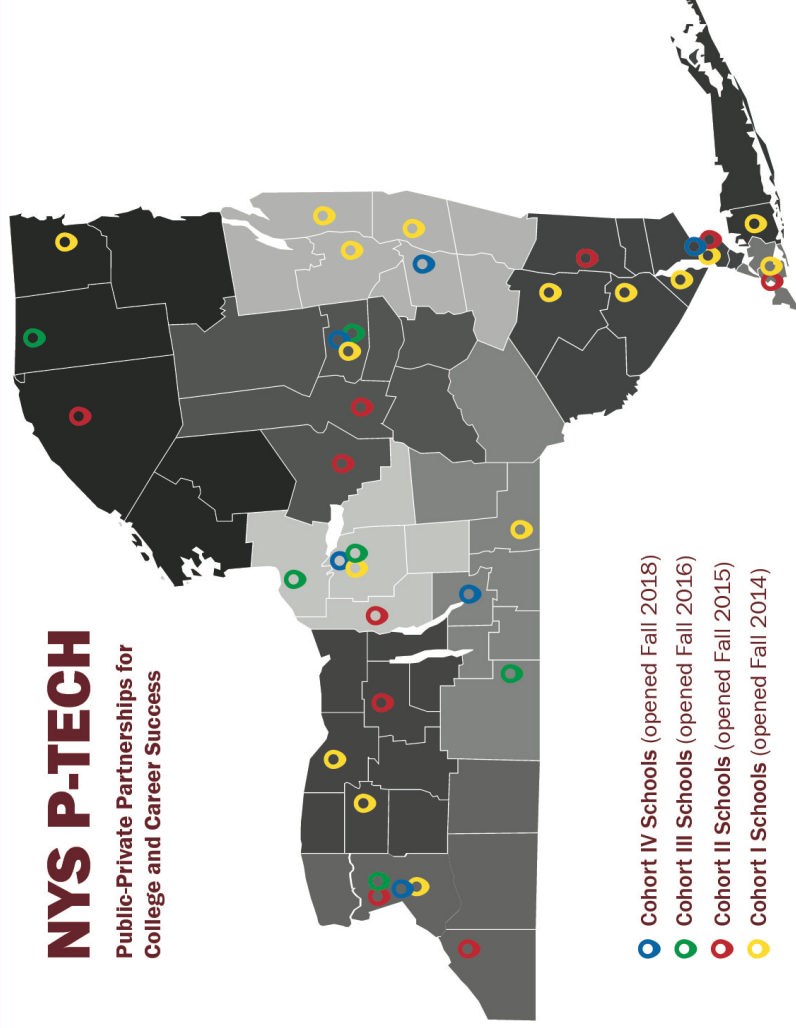 NYS P-TECH
Public-Private Partnerships for
College and Career Success
Cohort IV Schools (opened Fall 2018)
Cohort III Schools (opened Fall 2016)
Cohort II Schools (opened Fall 2015)
Cohort I Schools (opened Fall 2014)